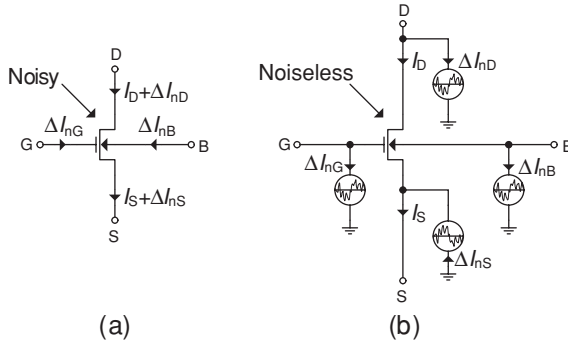 D
Noisy
I_D+ΔI_nD
ΔI_nG
ΔI_nB
G
B
I_S+ΔI_nS
S
(a)
D
Noiseless
I_D
ΔI_nD
G
B
ΔI_nG
ΔI_nB
I_S
ΔI_nS
S
(b)